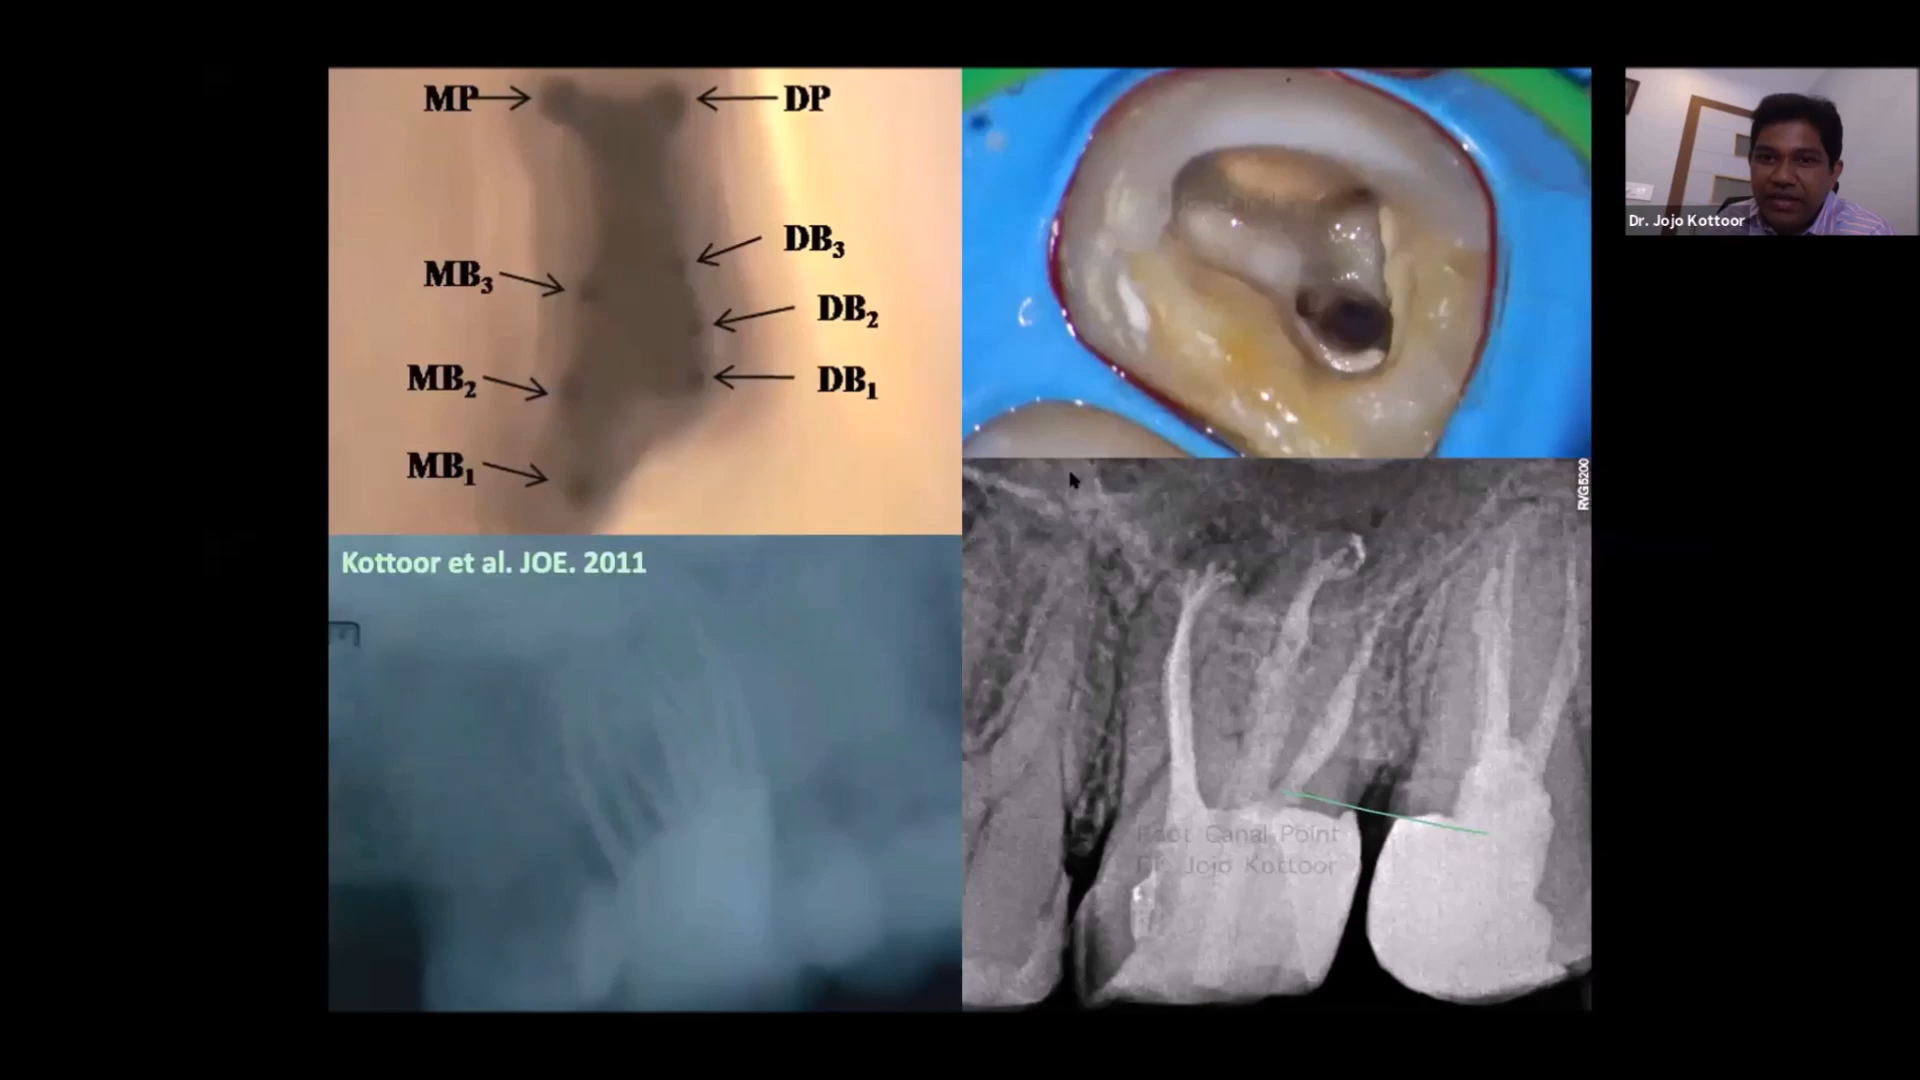 MP
DP
DB3
MB3
DB2
MB2
DB1
MB1
Kottoor et al. JOE. 2011
RVG5200
Root Canal Point
Dr. Jojo Kottoor
Dr. Jojo Kottoor